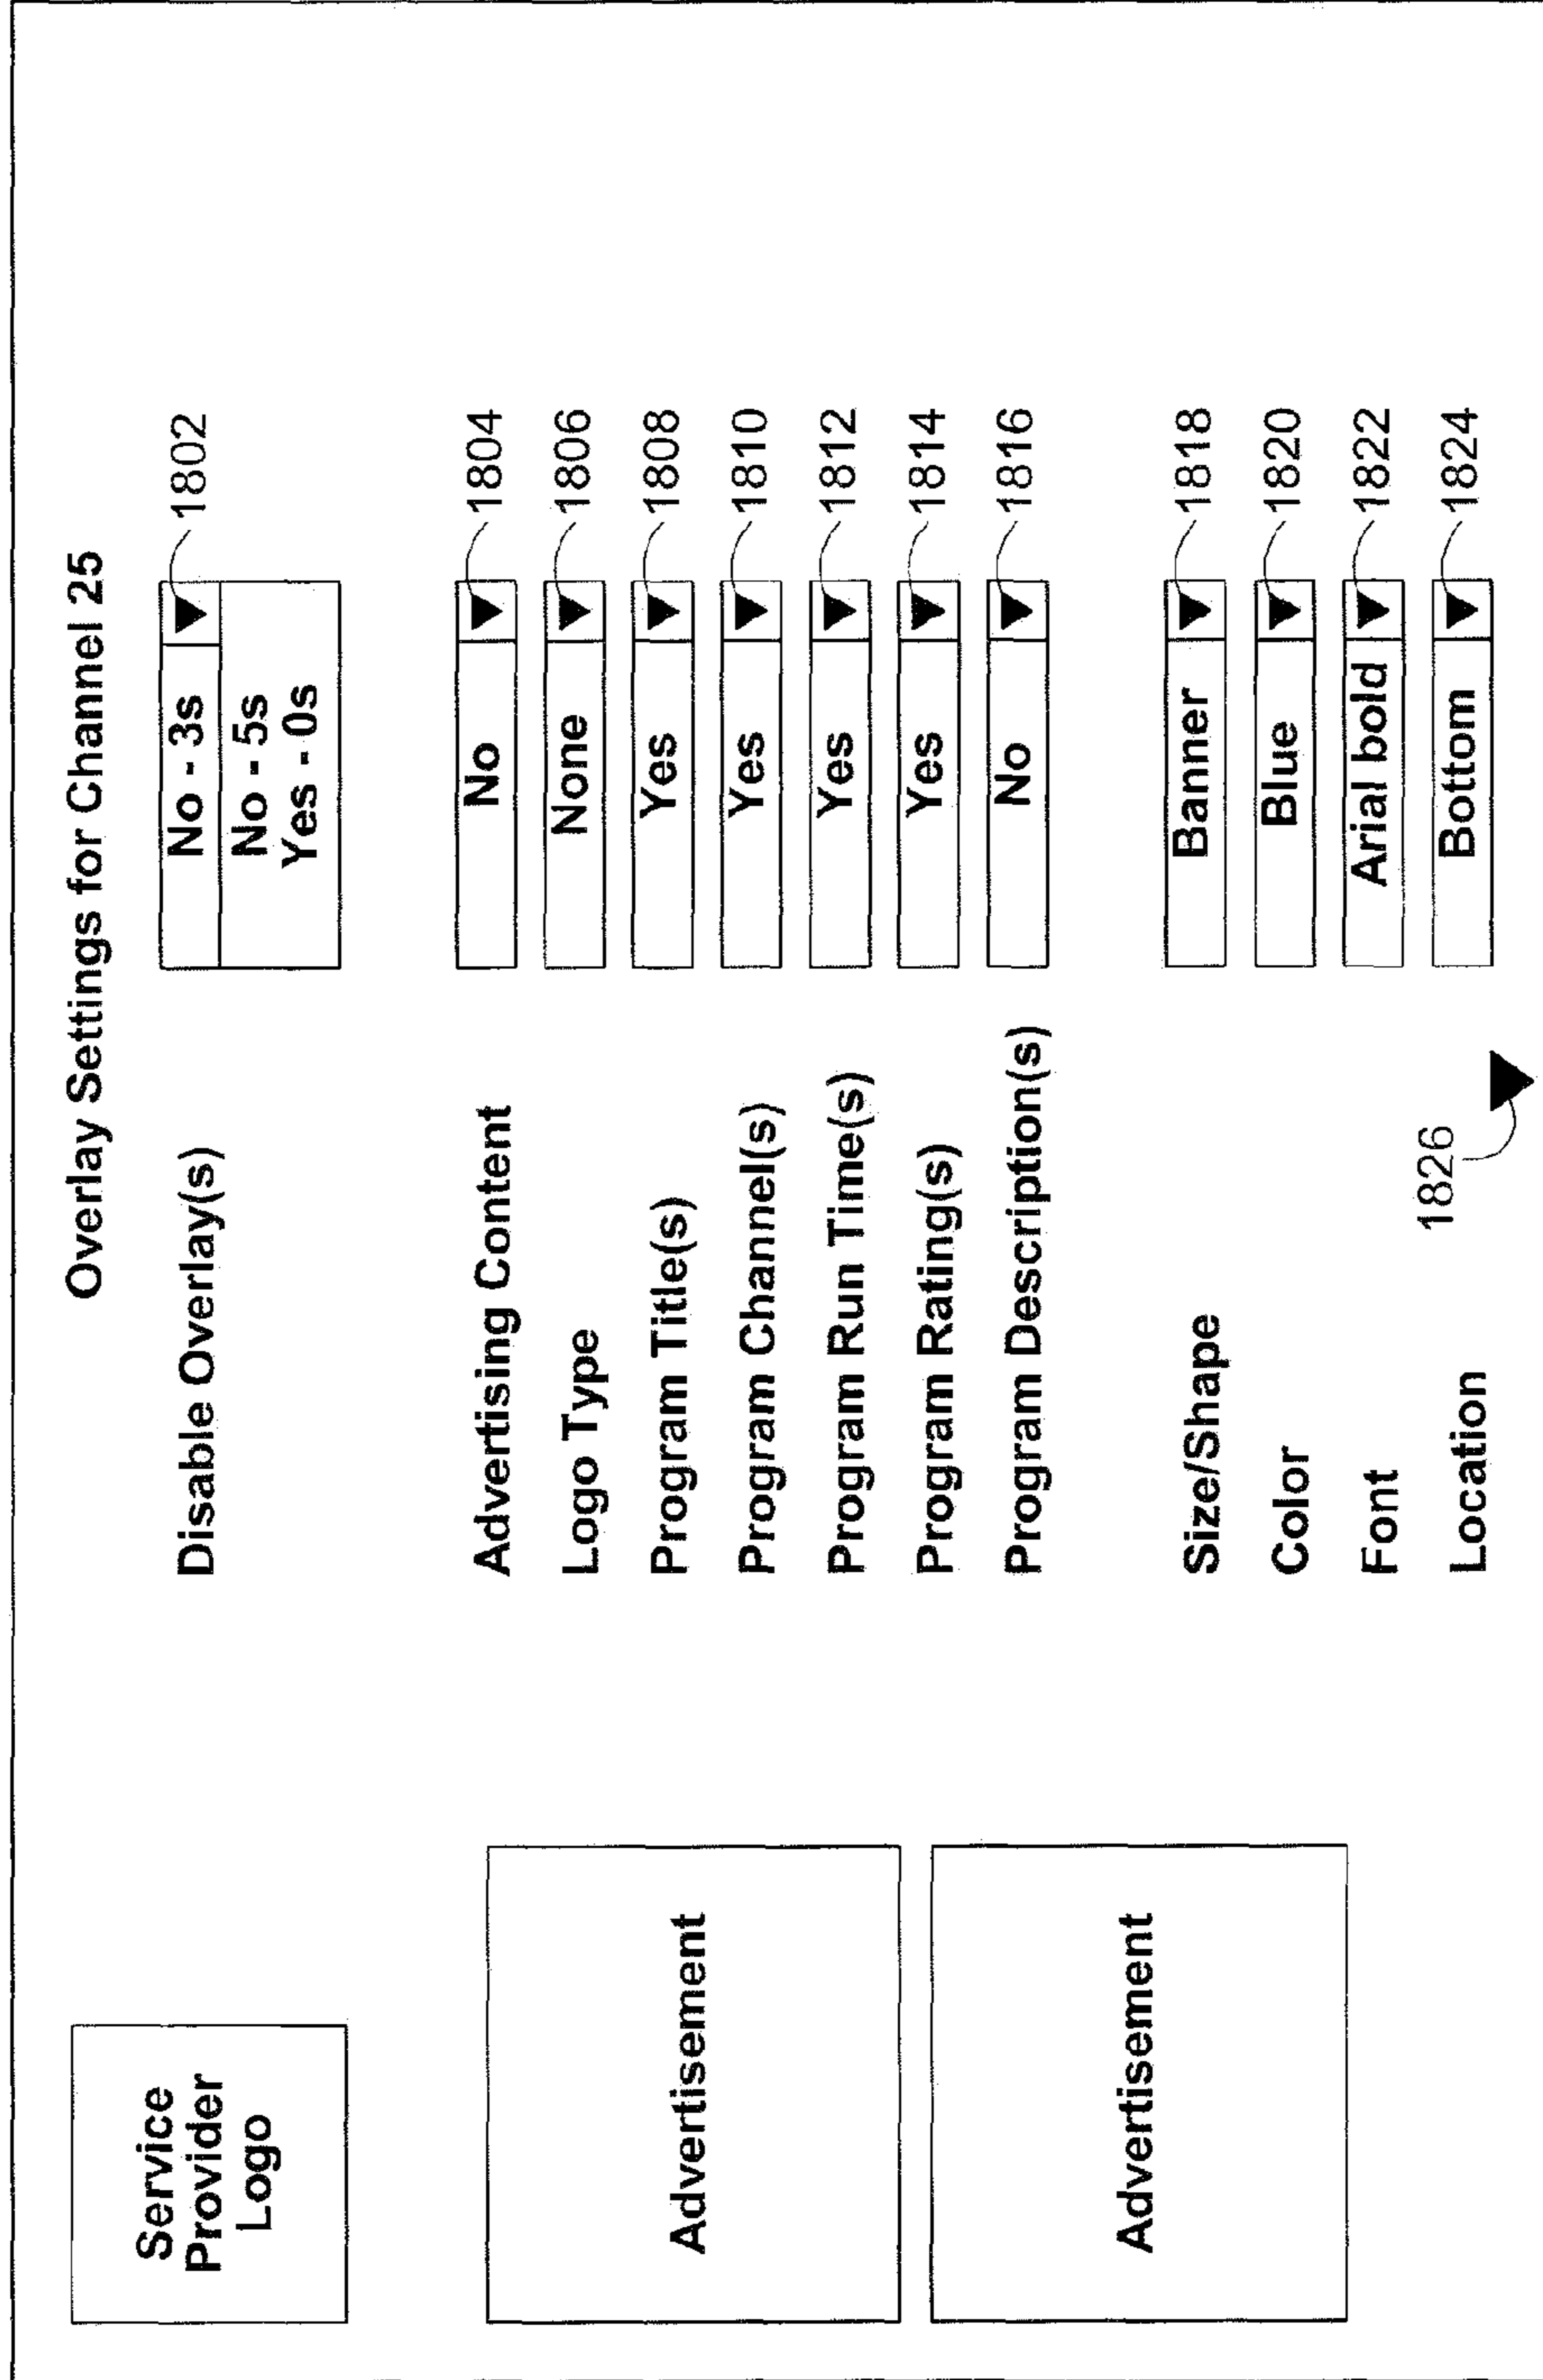 Overlay Settings for Channel 25
Service
Provider
Logo
Disable Overlay(s)
No - 3s
1802
No - 5s
Yes - 0s
Advertising Content
No
1804
Logo Type
None
1806
Program Title(s)
Yes
1808
Program Channel(s)
Yes
1810
Program Run Time(s)
Yes
1812
Program Rating(s)
Yes
1814
Program Description(s)
No
1816
Advertisement
Advertisement
Size/Shape
Banner
1818
Color
Blue
1820
Font
Arial bold
1822
Location
Bottom
1824
1826